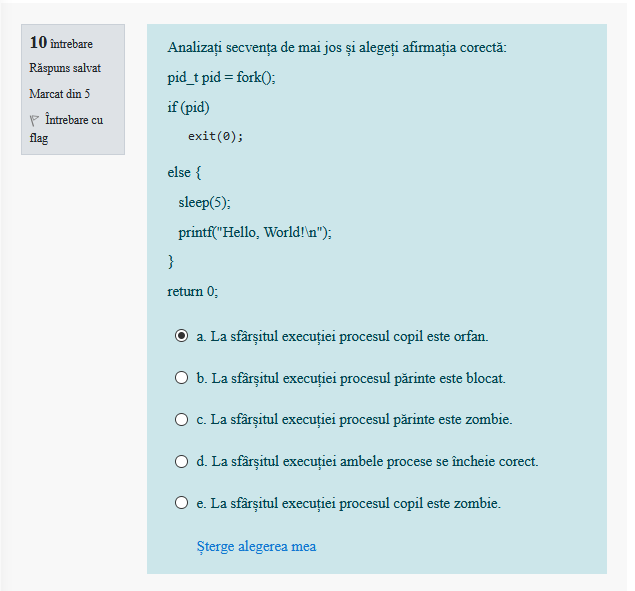 10 întrebare
Răspuns salvat
Marcat din 5
Întrebare cu
flag
Analizați secvența de mai jos și alegeți afirmația corectă:
pid_t pid = fork();
if (pid)
exit(0);
else {
sleep(5);
printf("Hello, World!\n");
}
return 0;
a. La sfârșitul execuției procesul copil este orfan.
b. La sfârșitul execuției procesul părinte este blocat.
c. La sfârșitul execuției procesul părinte este zombie.
d. La sfârșitul execuției ambele procese se încheie corect.
e. La sfârșitul execuției procesul copil este zombie.
Șterge alegerea mea